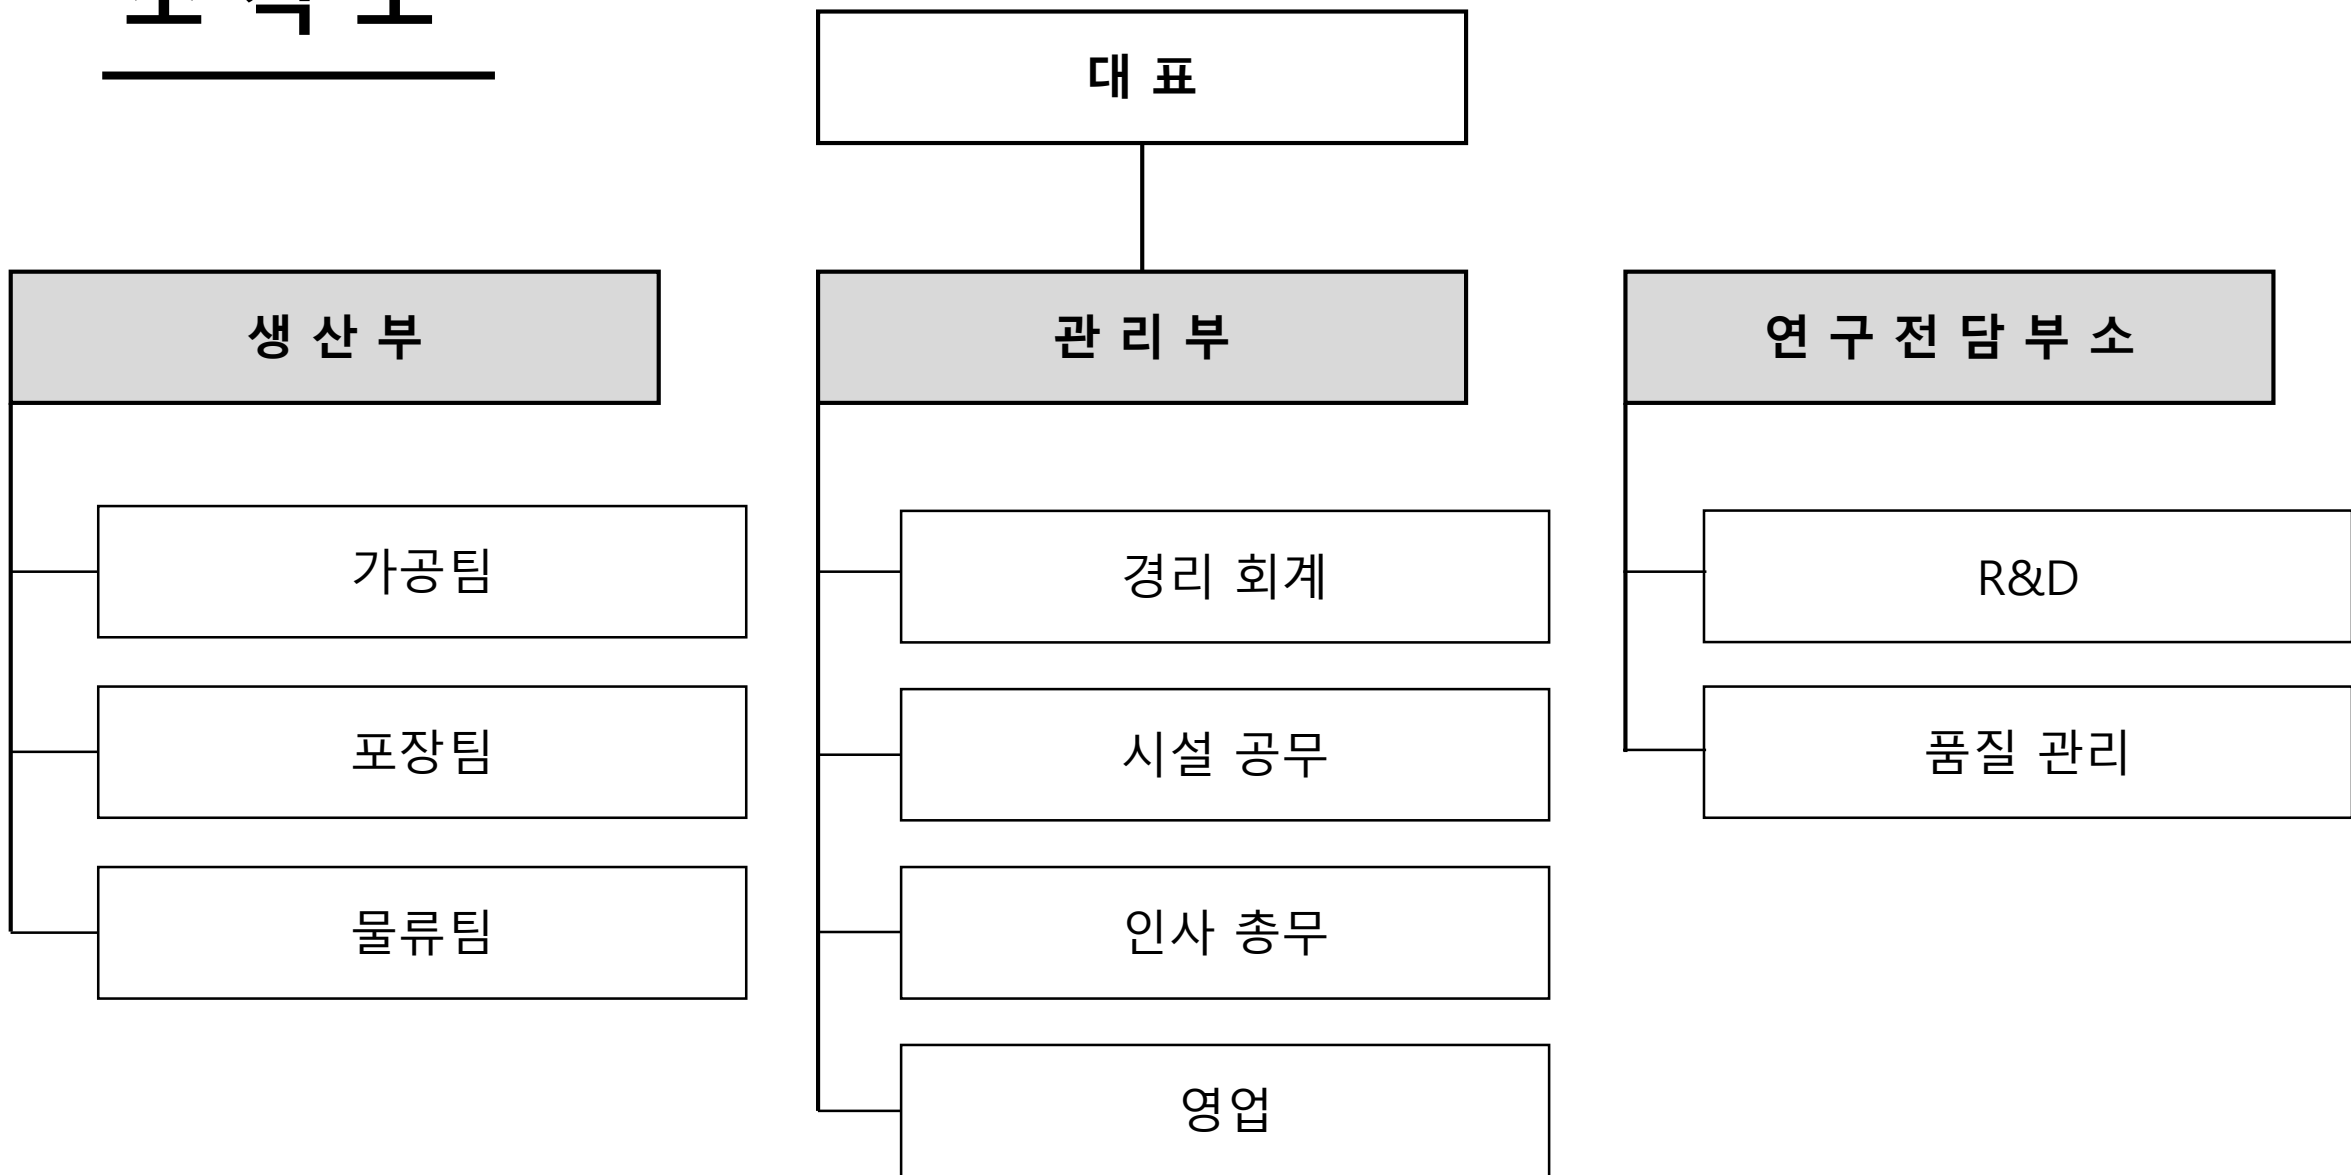 대 표
생 산 부
관 리 부
연 구 전 담 부 소
가공팀
경리 회계
R&D
포장팀
시설 공무
품질 관리
물류팀
인사 총무
영업